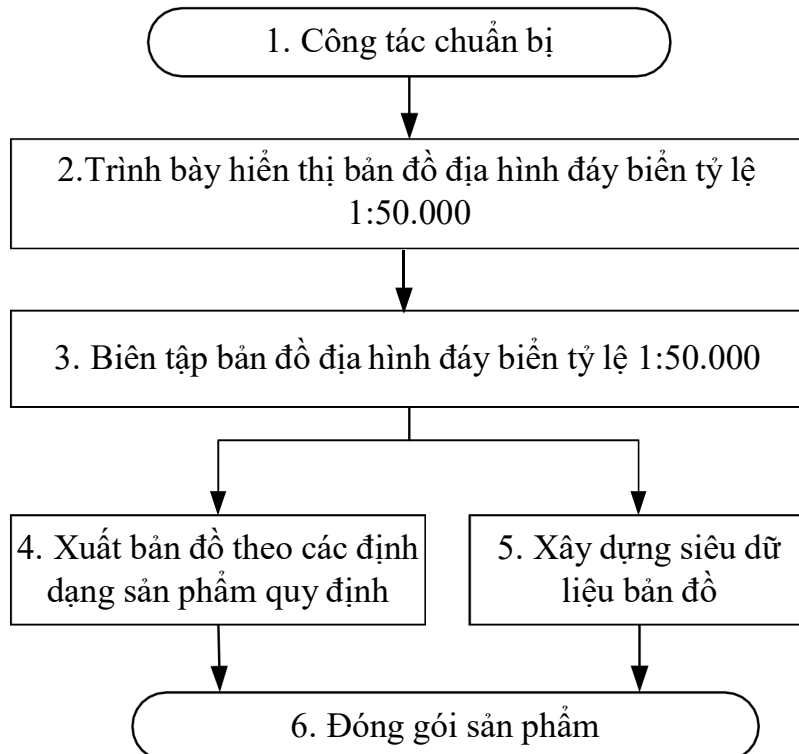 1. Công tác chuẩn bị
2.Trình bày hiển thị bản đồ địa hình đáy biển tỷ lệ
1:50.000
3. Biên tập bản đồ địa hình đáy biển tỷ lệ 1:50.000
4. Xuất bản đồ theo các định
dạng sản phẩm quy định
5. Xây dựng siêu dữ
liệu bản đồ
6. Đóng gói sản phẩm